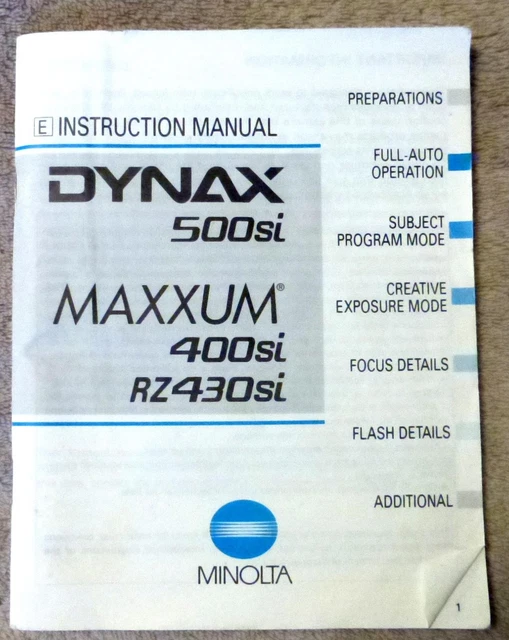 E INSTRUCTION MANUAL
DYNAX
500si
MAXXUM®
400si
RZ430si
MINOLTA
PREPARATIONS
FULL-AUTO
OPERATION
SUBJECT
PROGRAM MODE
CREATIVE
EXPOSURE MODE
FOCUS DETAILS
FLASH DETAILS
ADDITIONAL
1